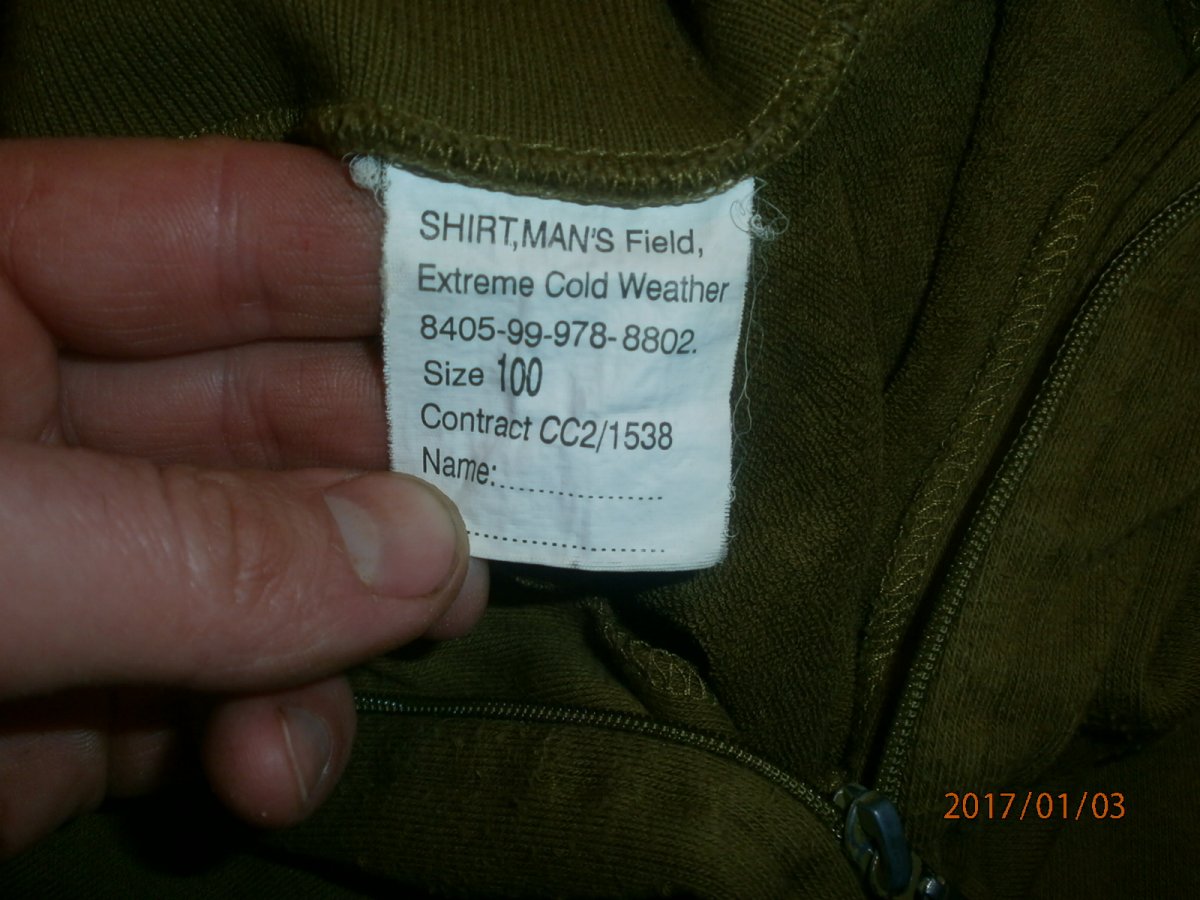 SHIRT,MAN'S Field,
Extreme Cold Weather
8405-99-978-8802.
Size 100
Contract CC2/1538
Name:..........................
..............................
2017/01/03